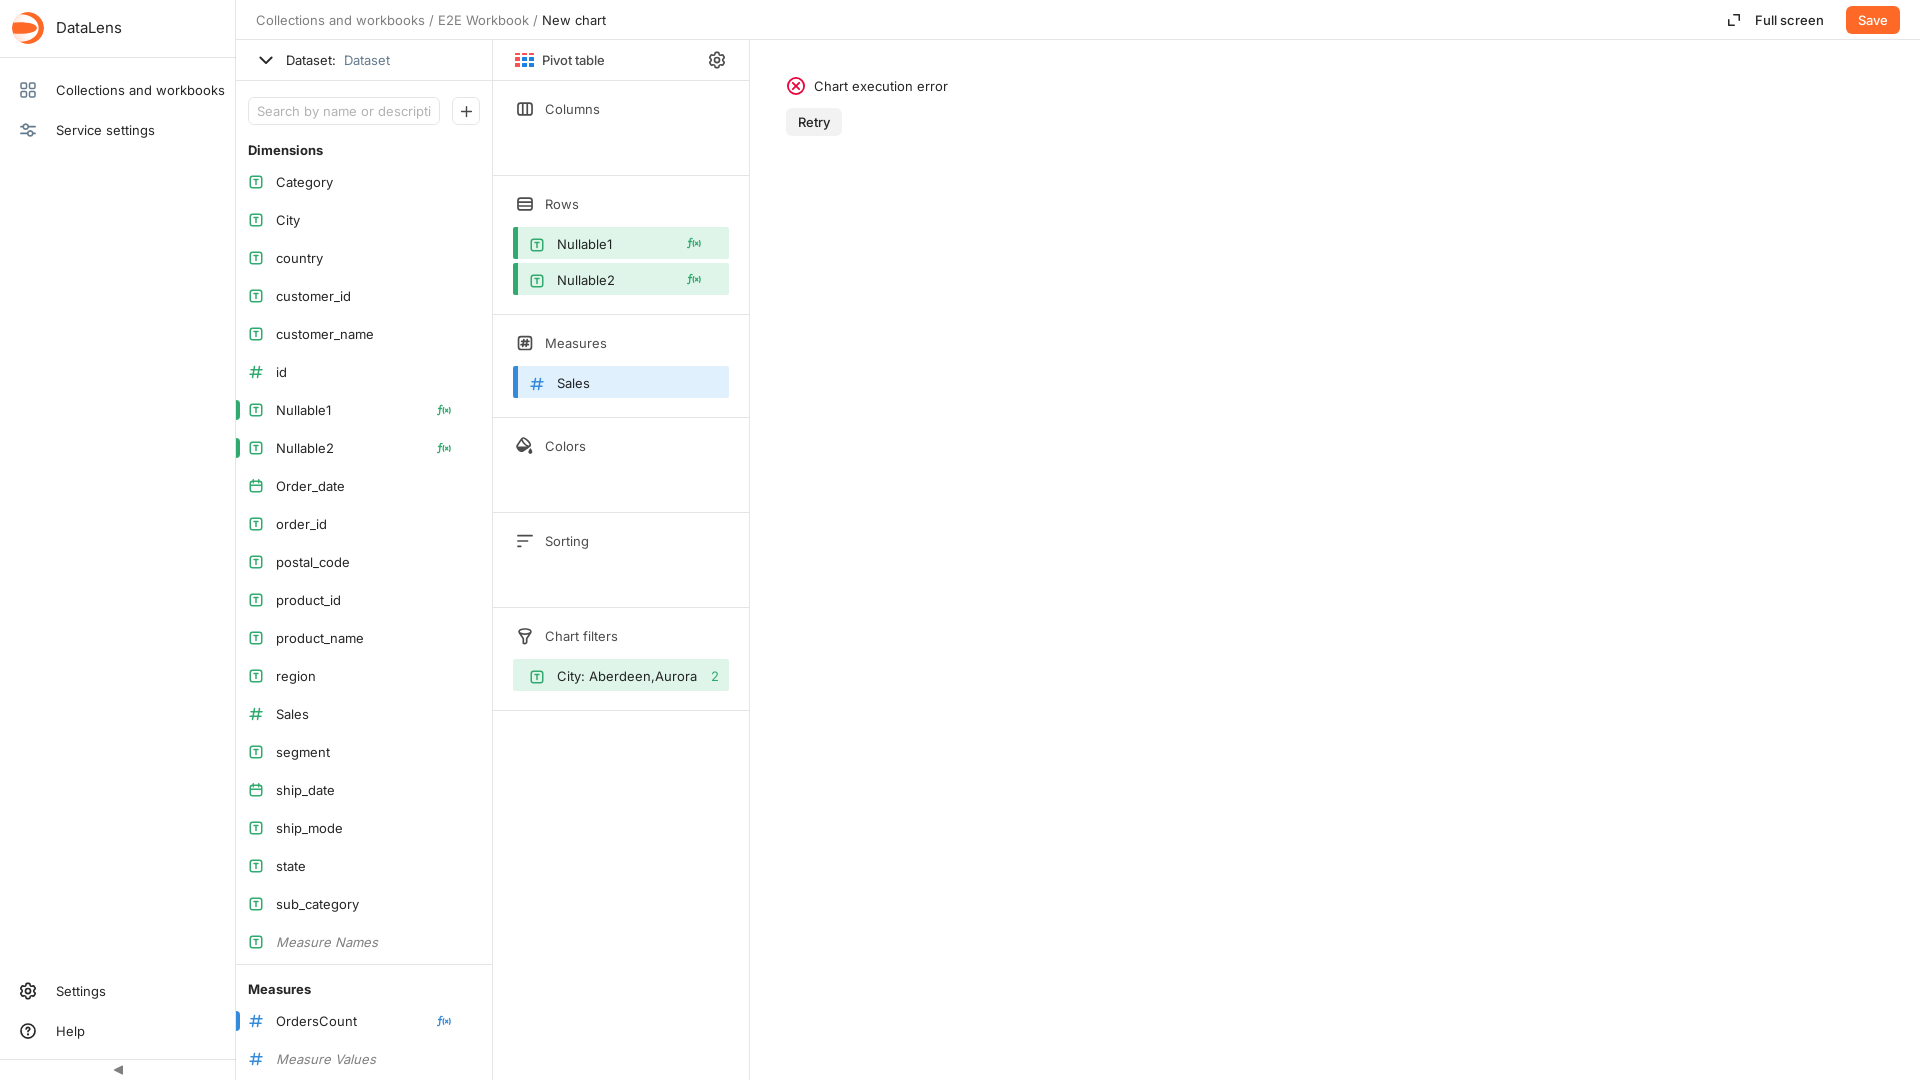 DataLens
Collections and workbooks
Service settings
Settings
Help
Collections and workbooks / E2E Workbook / New chart
Full screen
Save
Dataset: Dataset
Search by name or descripti
Dimensions
Category
City
country
customer_id
customer_name
id
Nullable1 f(x)
Nullable2 f(x)
Order_date
order_id
postal_code
product_id
product_name
region
Sales
segment
ship_date
ship_mode
state
sub_category
Measure Names
Measures
OrdersCount f(x)
Measure Values
Pivot table
Columns
Rows
Nullable1 f(x)
Nullable2 f(x)
Measures
Sales
Colors
Sorting
Chart filters
City: Aberdeen,Aurora 2
Chart execution error
Retry